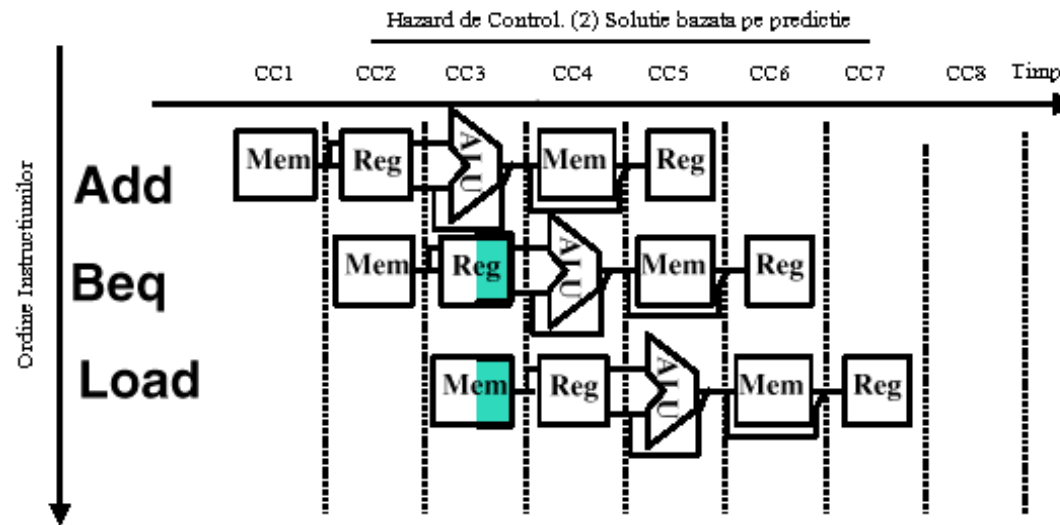 Hazard de Control. (2) Solutie bazata pe predictie
CC1 CC2 CC3 CC4 CC5 CC6 CC7 CC8 Timp
Ordine Instructiunilor
Add Mem Reg ALU Mem Reg
Beq Mem Reg ALU Mem Reg
Load Mem Reg ALU Mem Reg